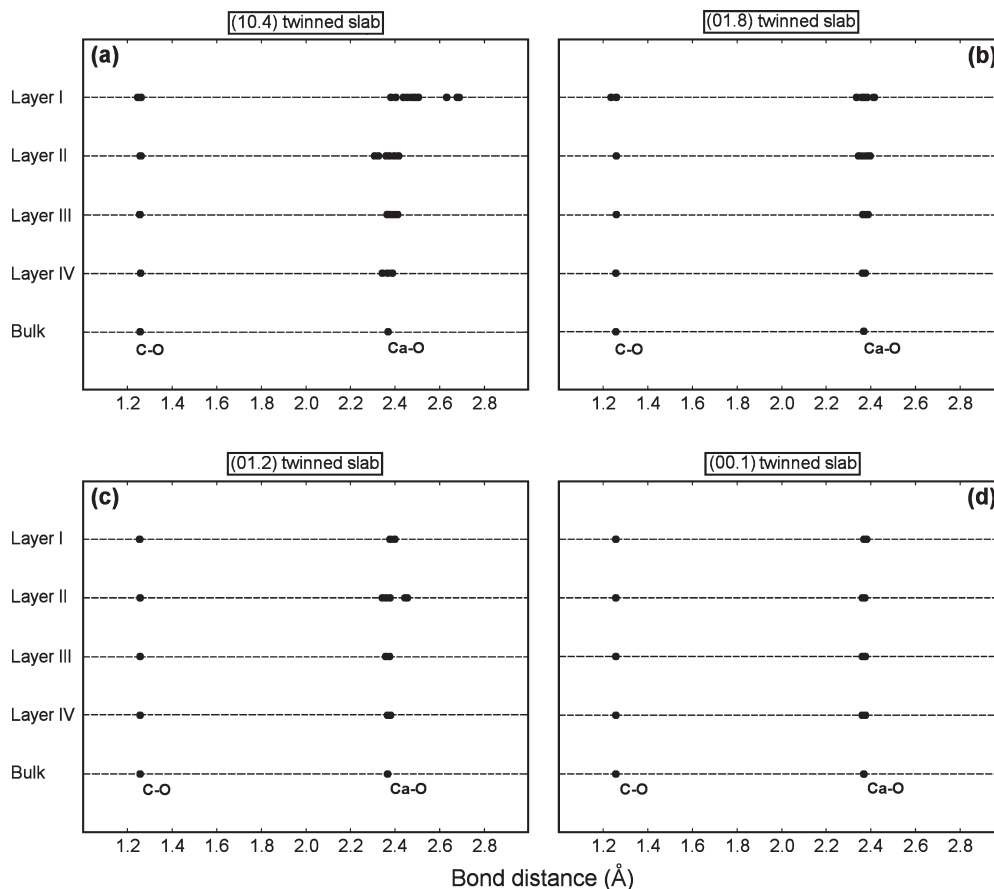 (10.4) twinned slab
(a)
Layer I
Layer II
Layer III
Layer IV
Bulk
C-O
Ca-O
1.2 1.4 1.6 1.8 2.0 2.2 2.4 2.6 2.8
(01.8) twinned slab
(b)
C-O
Ca-O
1.2 1.4 1.6 1.8 2.0 2.2 2.4 2.6 2.8
(01.2) twinned slab
(c)
Layer I
Layer II
Layer III
Layer IV
Bulk
C-O
Ca-O
1.2 1.4 1.6 1.8 2.0 2.2 2.4 2.6 2.8
(00.1) twinned slab
(d)
C-O
Ca-O
1.2 1.4 1.6 1.8 2.0 2.2 2.4 2.6 2.8
Bond distance (Å)